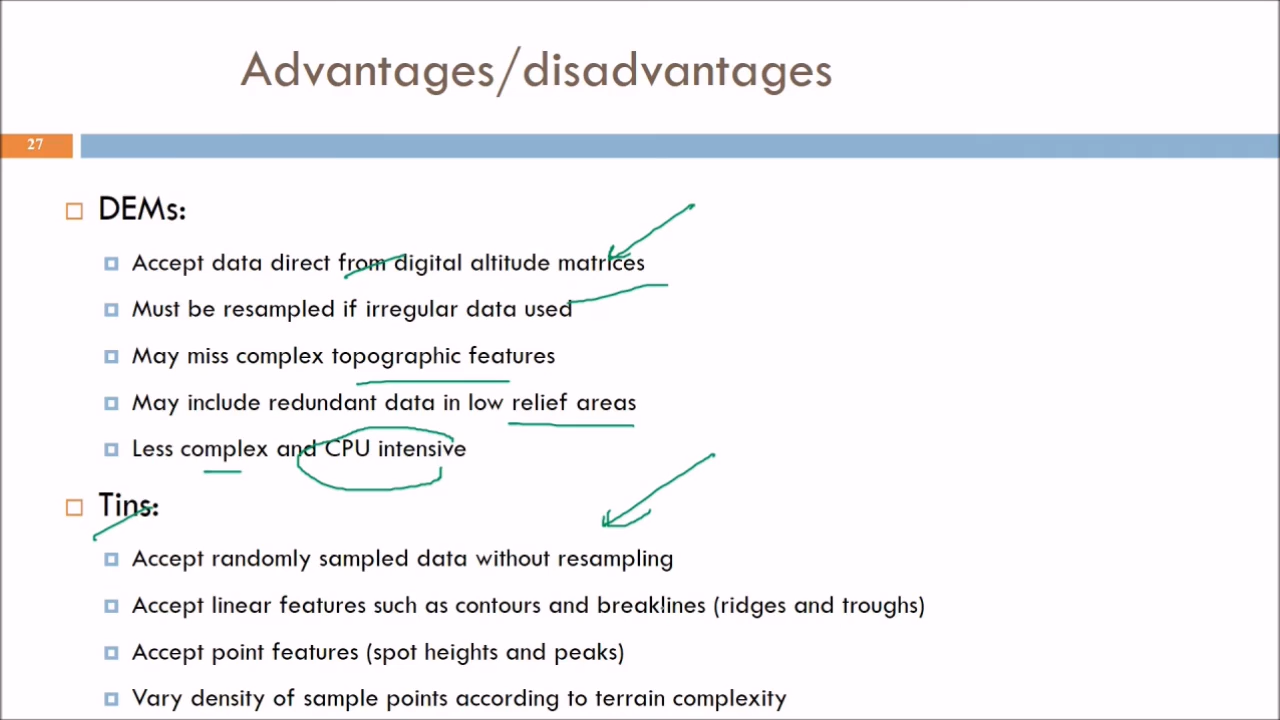 Advantages/disadvantages
27
DEMs:
Accept data direct from digital altitude matrices
Must be resampled if irregular data used
May miss complex topographic features
May include redundant data in low relief areas
Less complex and CPU intensive
Tins:
Accept randomly sampled data without resampling
Accept linear features such as contours and breaklines (ridges and troughs)
Accept point features (spot heights and peaks)
Vary density of sample points according to terrain complexity